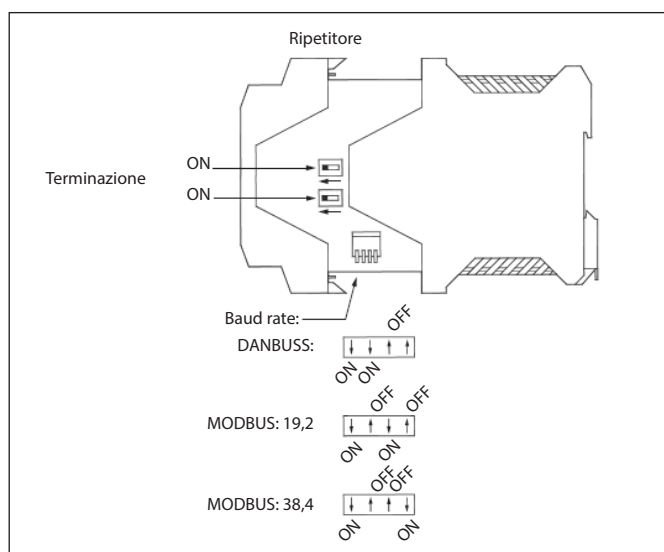 Ripetitore
ON
Terminazione
ON
Baud rate:
OFF
DANBUSS:
ON ON
OFF OFF
MODBUS: 19,2
ON ON
OFF OFF
MODBUS: 38,4
ON ON